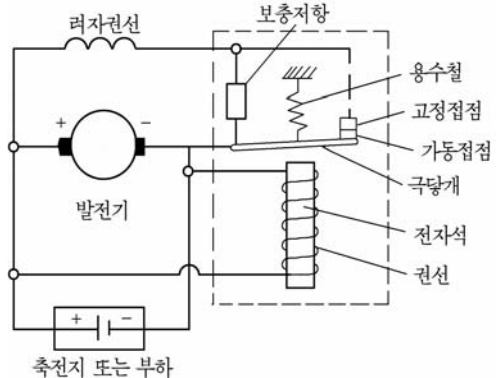 려자권선
보충저항
용수철
고정접점
가동접점
극닿개
전자석
권선
+ −
발전기
+ −
축전지 또는 부하